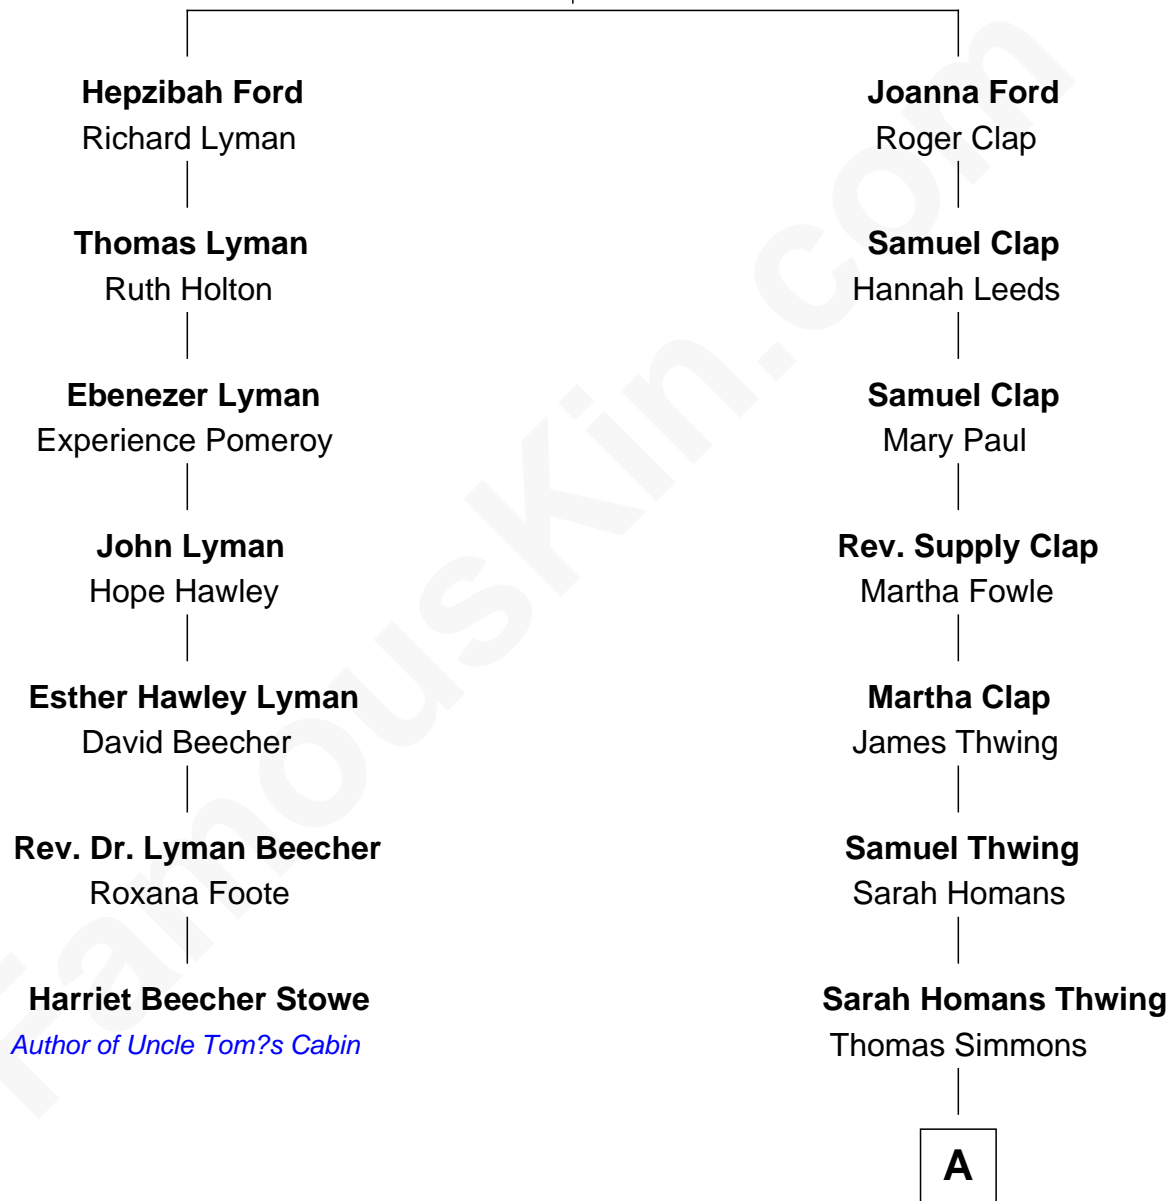 Hepzibah Ford
Richard Lyman
Thomas Lyman
Ruth Holton
Ebenezer Lyman
Experience Pomeroy
John Lyman
Hope Hawley
Esther Hawley Lyman
David Beecher
Rev. Dr. Lyman Beecher
Roxana Foote
Harriet Beecher Stowe
Author of Uncle Tom?s Cabin
Joanna Ford
Roger Clap
Samuel Clap
Hannah Leeds
Samuel Clap
Mary Paul
Rev. Supply Clap
Martha Fowle
Martha Clap
James Thwing
Samuel Thwing
Sarah Homans
Sarah Homans Thwing
Thomas Simmons
A
FamousKin.com